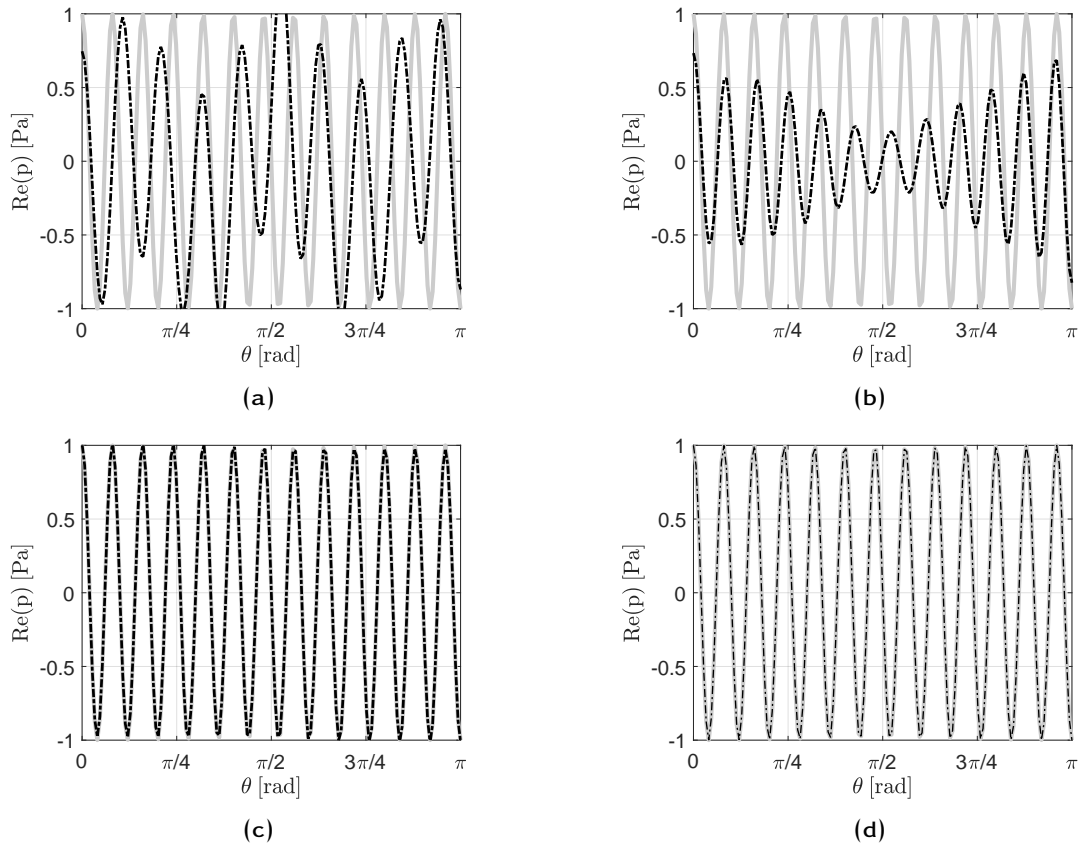 1
0.5
0
-0.5
-1
Re(p) [Pa]
0
π/4
π/2
3π/4
π
θ [rad]
(a)
1
0.5
0
-0.5
-1
Re(p) [Pa]
0
π/4
π/2
3π/4
π
θ [rad]
(b)
1
0.5
0
-0.5
-1
Re(p) [Pa]
0
π/4
π/2
3π/4
π
θ [rad]
(c)
1
0.5
0
-0.5
-1
Re(p) [Pa]
0
π/4
π/2
3π/4
π
θ [rad]
(d)